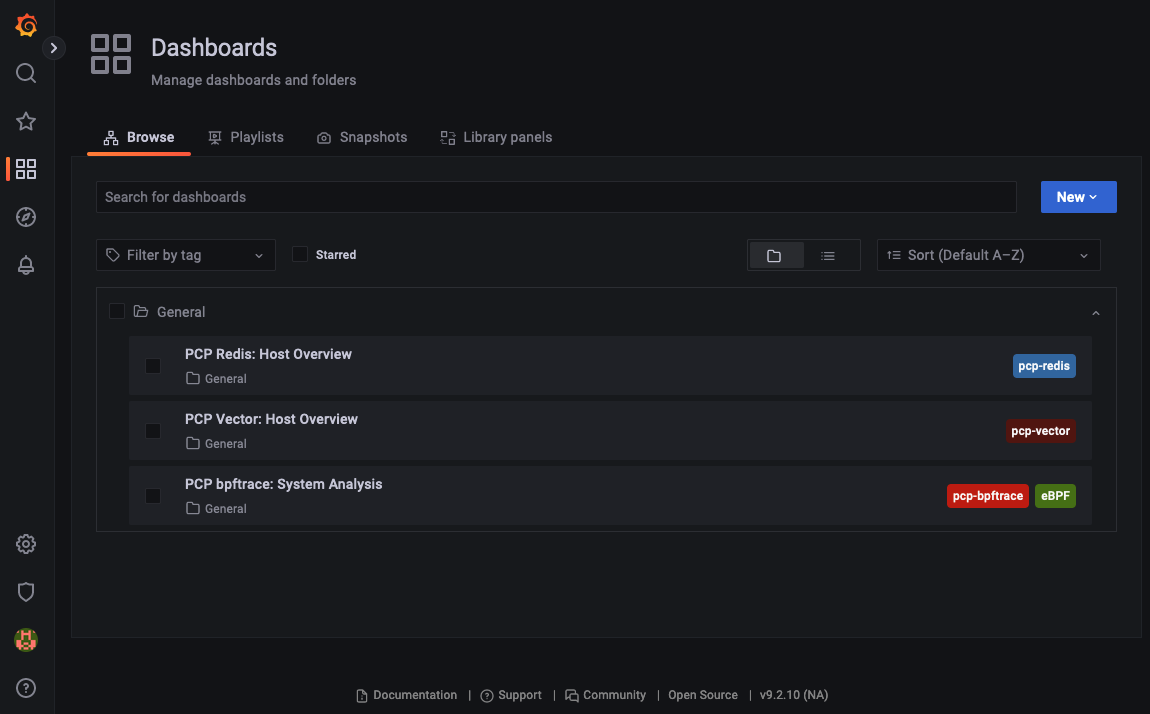 Dashboards
Manage dashboards and folders
Browse Playlists Snapshots Library panels
Search for dashboards New
Filter by tag Starred Sort (Default A–Z)
General
PCP Redis: Host Overview
General
pcp-redis
PCP Vector: Host Overview
General
pcp-vector
PCP bpftrace: System Analysis
General
pcp-bpftrace eBPF
Documentation | Support | Community | Open Source | v9.2.10 (NA)